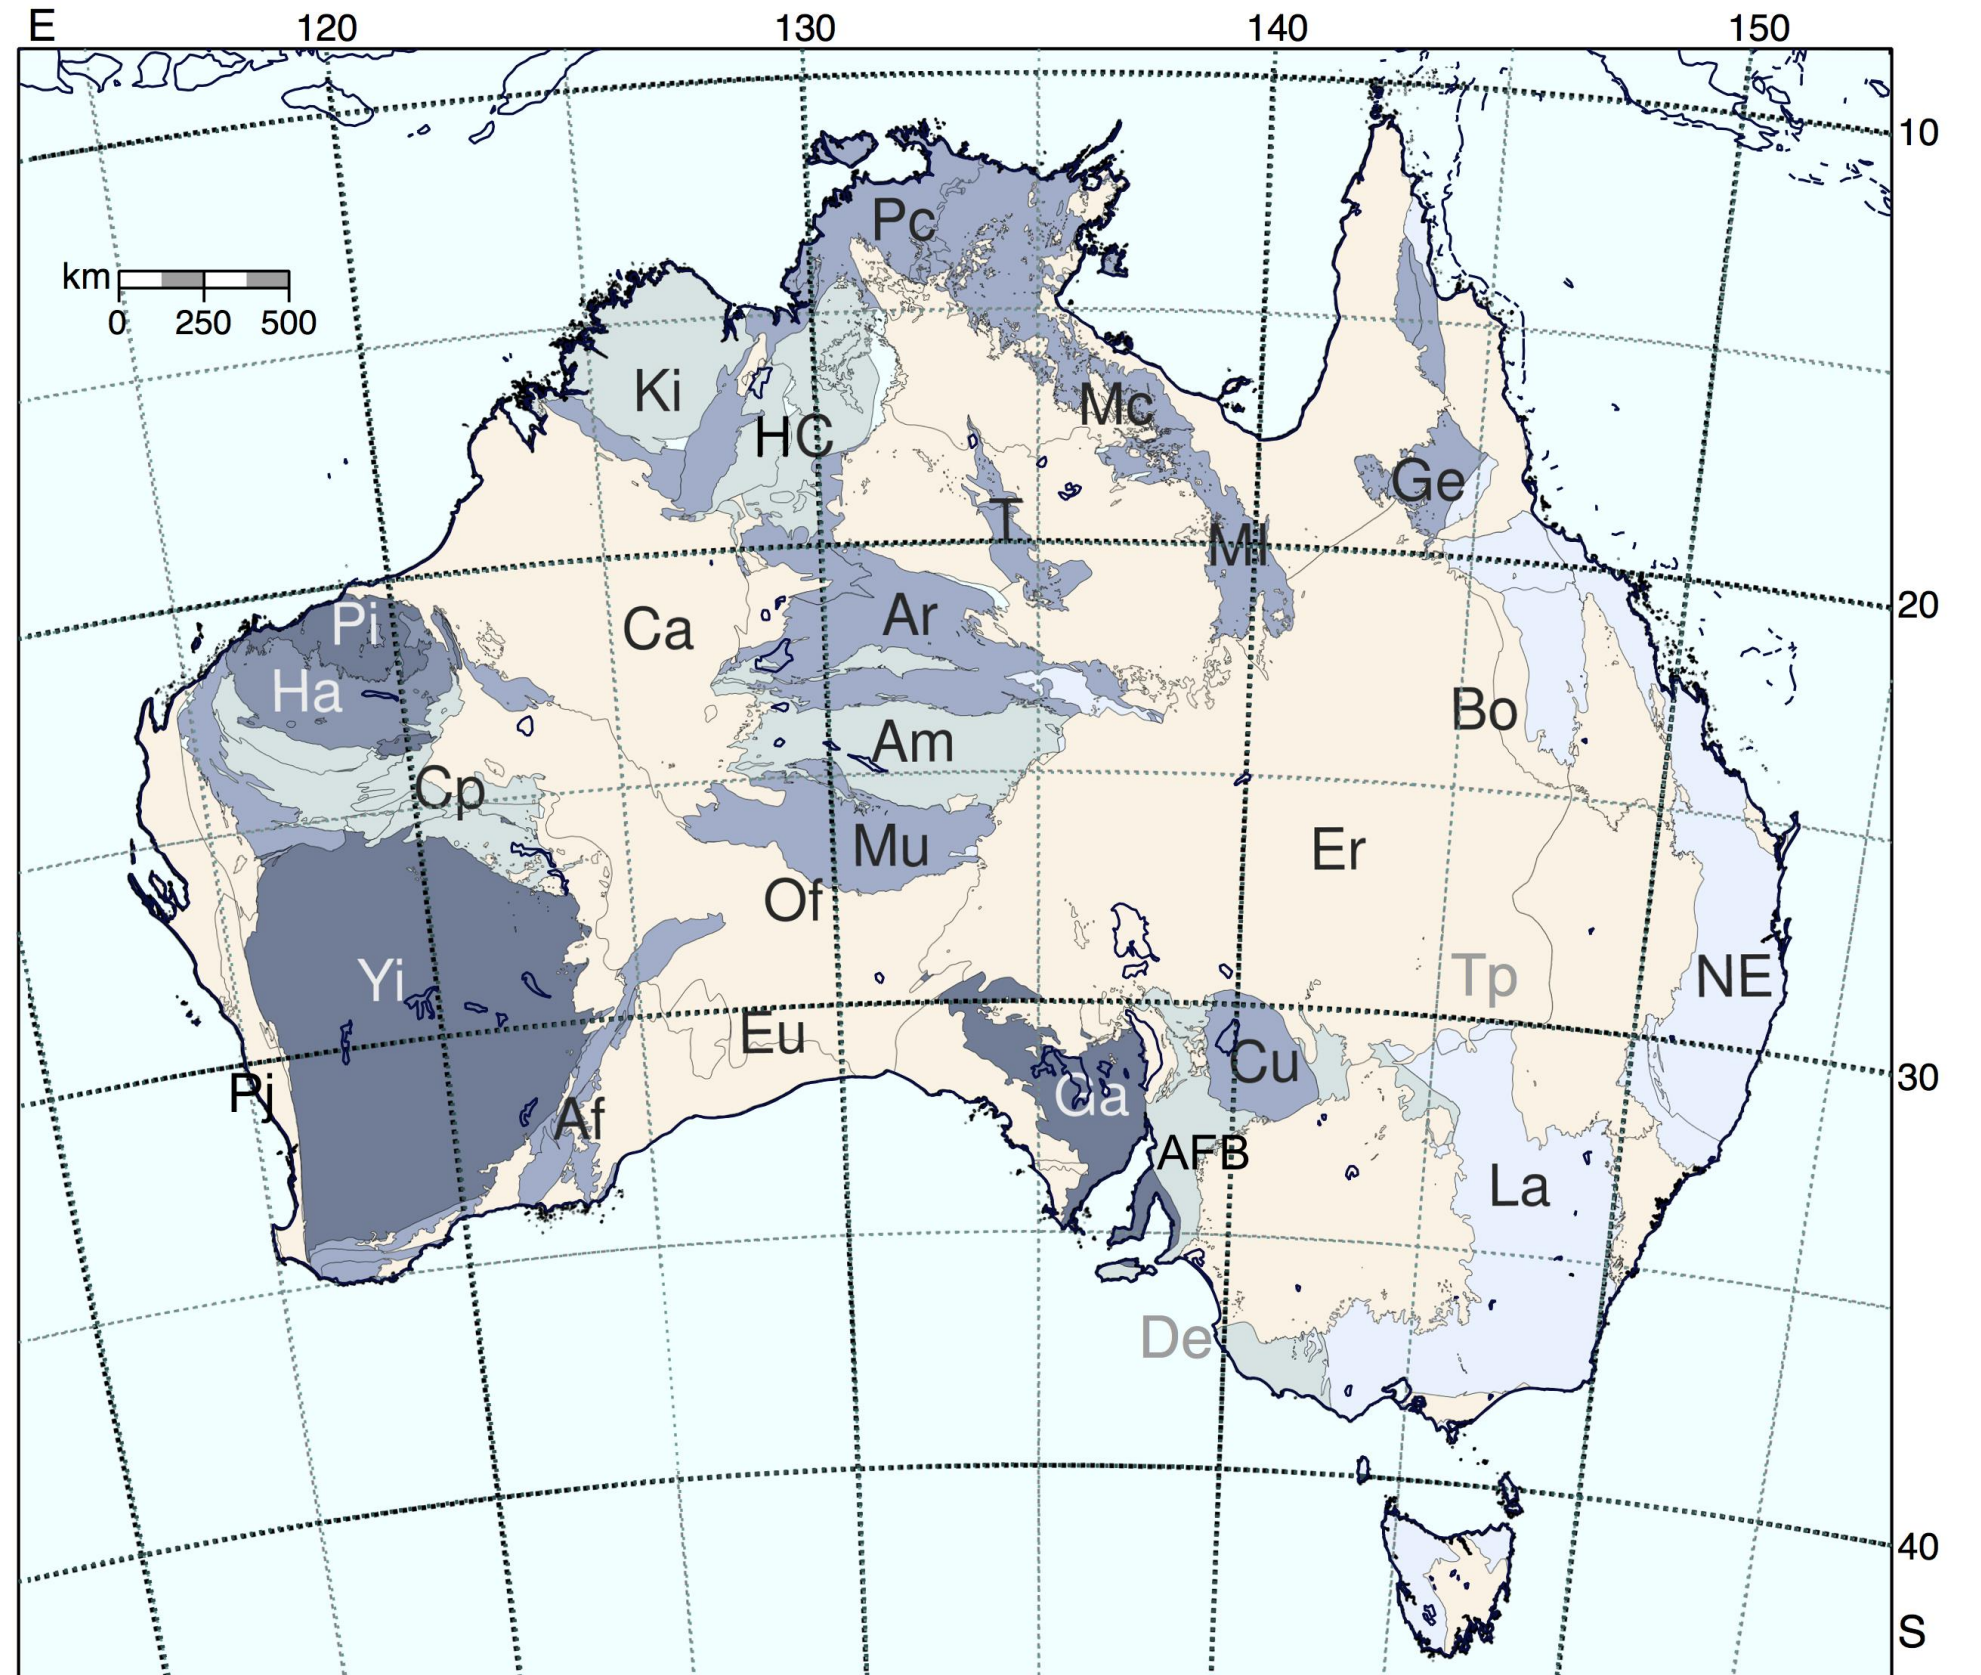 E 120 130 140 150
10
Pc
km
0 250 500
Ki
Mc
HC
Ge
T
MI
20
Pi
Ar
Ca
Ha
Bo
Am
Cp
Mu
Er
Of
Yi
Tp
NE
Eu
Cu
30
Pj
Ga
Af
AFB
La
De
40
S